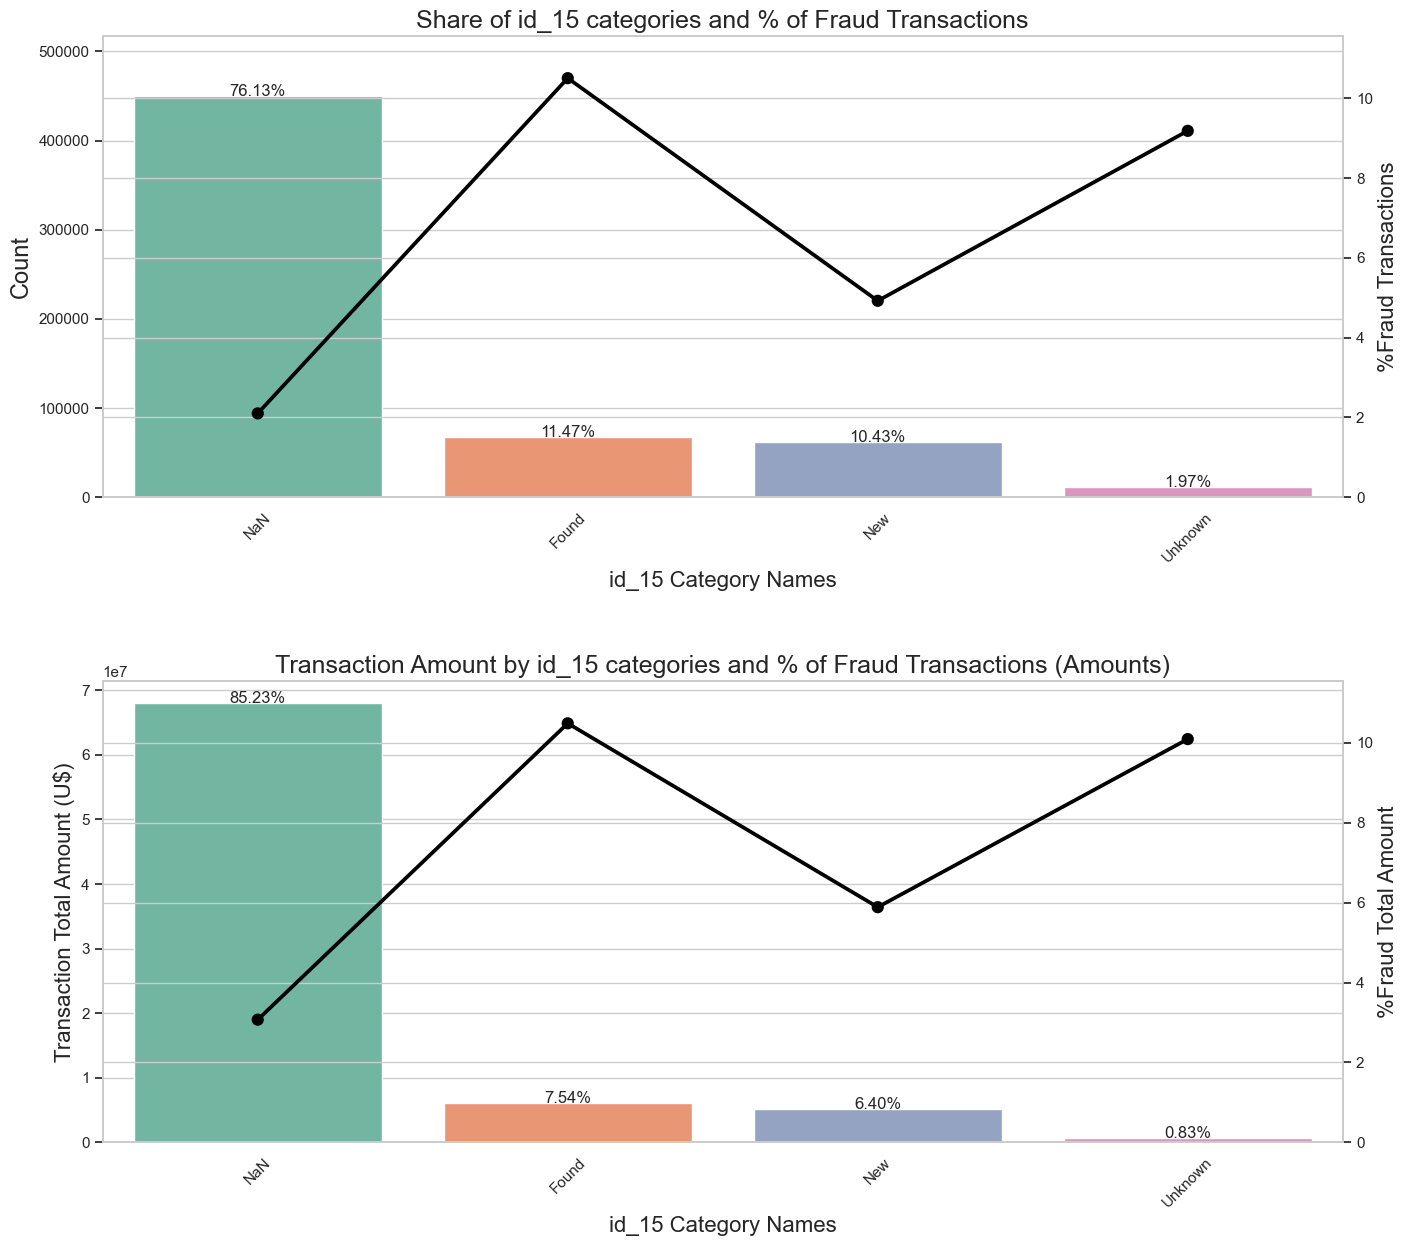 Share of id_15 categories and % of Fraud Transactions
500000
400000
300000
200000
100000
0
Count
76.13%
11.47%
10.43%
1.97%
10
8
6
4
2
0
%Fraud Transactions
NaN
Found
New
Unknown
id_15 Category Names
Transaction Amount by id_15 categories and % of Fraud Transactions (Amounts)
1e7
7
6
5
4
3
2
1
0
Transaction Total Amount (U$)
85.23%
7.54%
6.40%
0.83%
10
8
6
4
2
0
%Fraud Total Amount
NaN
Found
New
Unknown
id_15 Category Names